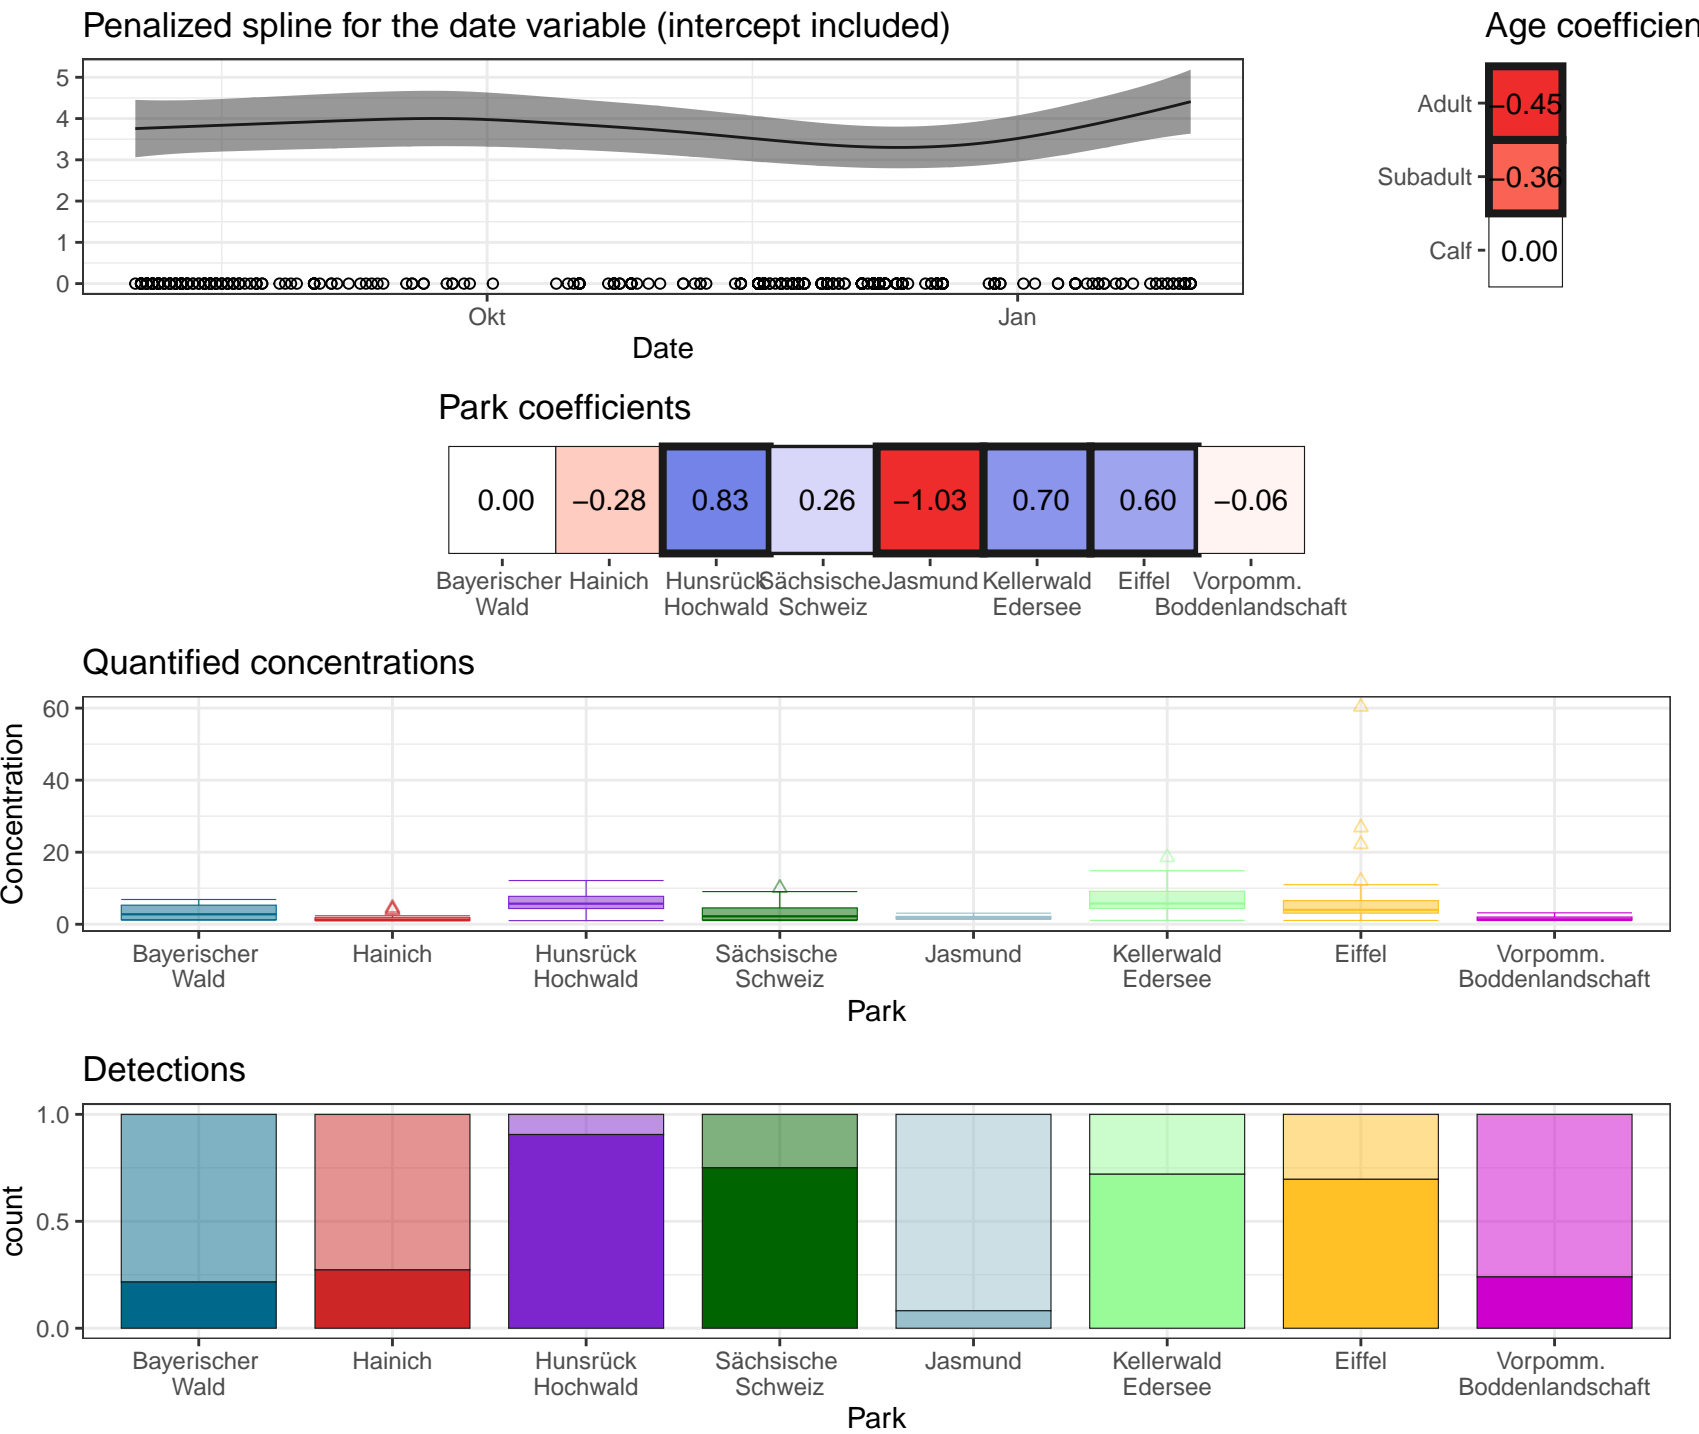 Penalized spline for the date variable (intercept included)
Age coefficien
5
4
3
2
1
0
Okt
Jan
Date
Adult
−0.45
Subadult
−0.36
Calf
0.00
Park coefficients
0.00 −0.28 0.83 0.26 −1.03 0.70 0.60 −0.06
Bayerischer Hainich Hunsrück Sächsische Jasmund Kellerwald Eiffel Vorpomm.
Wald Hochwald Schweiz Edersee Boddenlandschaft
Quantified concentrations
Concentration
60
40
20
0
Bayerischer Hainich Hunsrück Sächsische Jasmund Kellerwald Eiffel Vorpomm.
Wald Hochwald Schweiz Edersee Boddenlandschaft
Park
Detections
count
1.0
0.5
0.0
Bayerischer Hainich Hunsrück Sächsische Jasmund Kellerwald Eiffel Vorpomm.
Wald Hochwald Schweiz Edersee Boddenlandschaft
Park